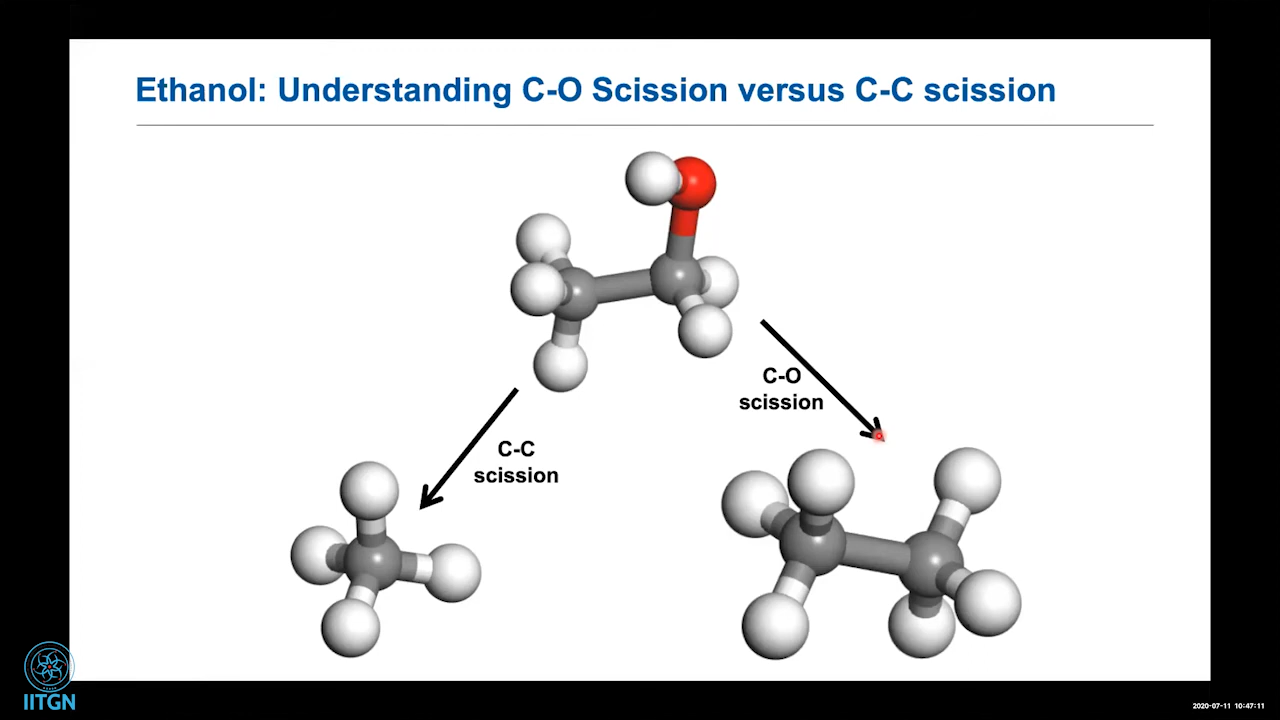 Ethanol: Understanding C-O Scission versus C-C scission
C-O
scission
C-C
scission
IITGN
2020-07-11 10:47:11